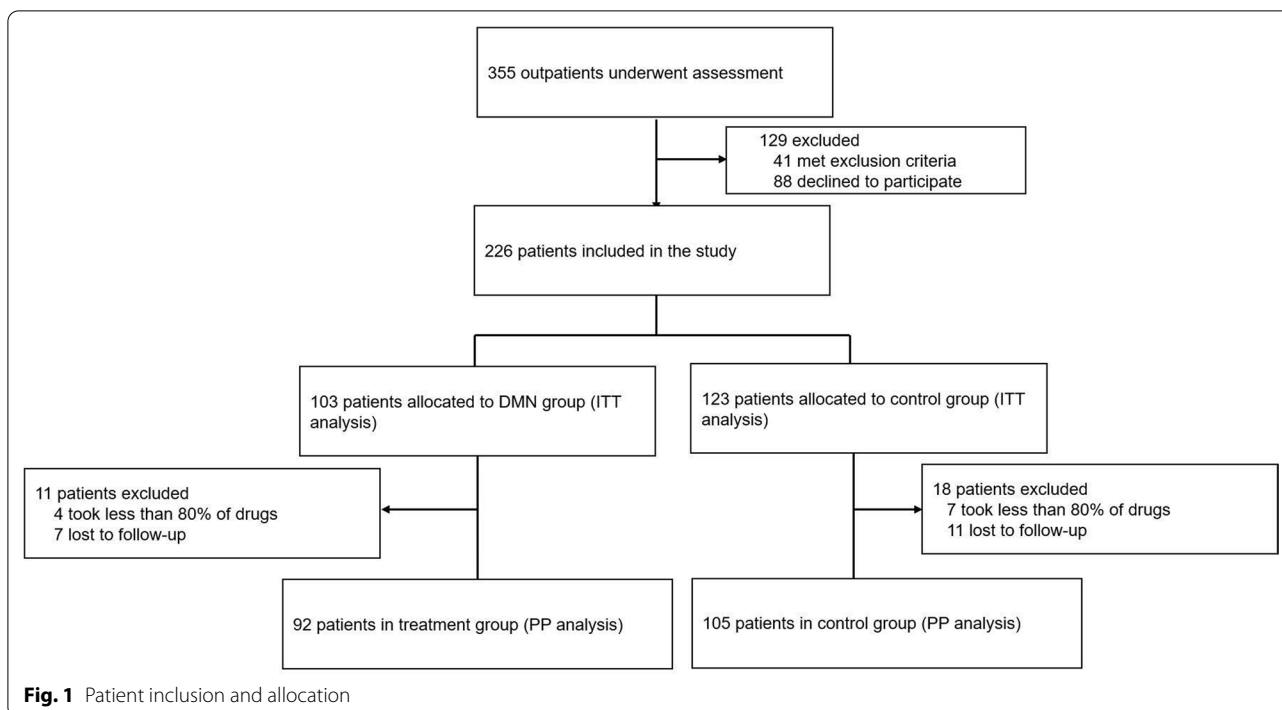 355 outpatients underwent assessment
129 excluded
41 met exclusion criteria
88 declined to participate
226 patients included in the study
103 patients allocated to DMN group (ITT
analysis)
123 patients allocated to control group (ITT
analysis)
11 patients excluded
4 took less than 80% of drugs
7 lost to follow-up
18 patients excluded
7 took less than 80% of drugs
11 lost to follow-up
92 patients in treatment group (PP analysis)
105 patients in control group (PP analysis)
Fig. 1 Patient inclusion and allocation